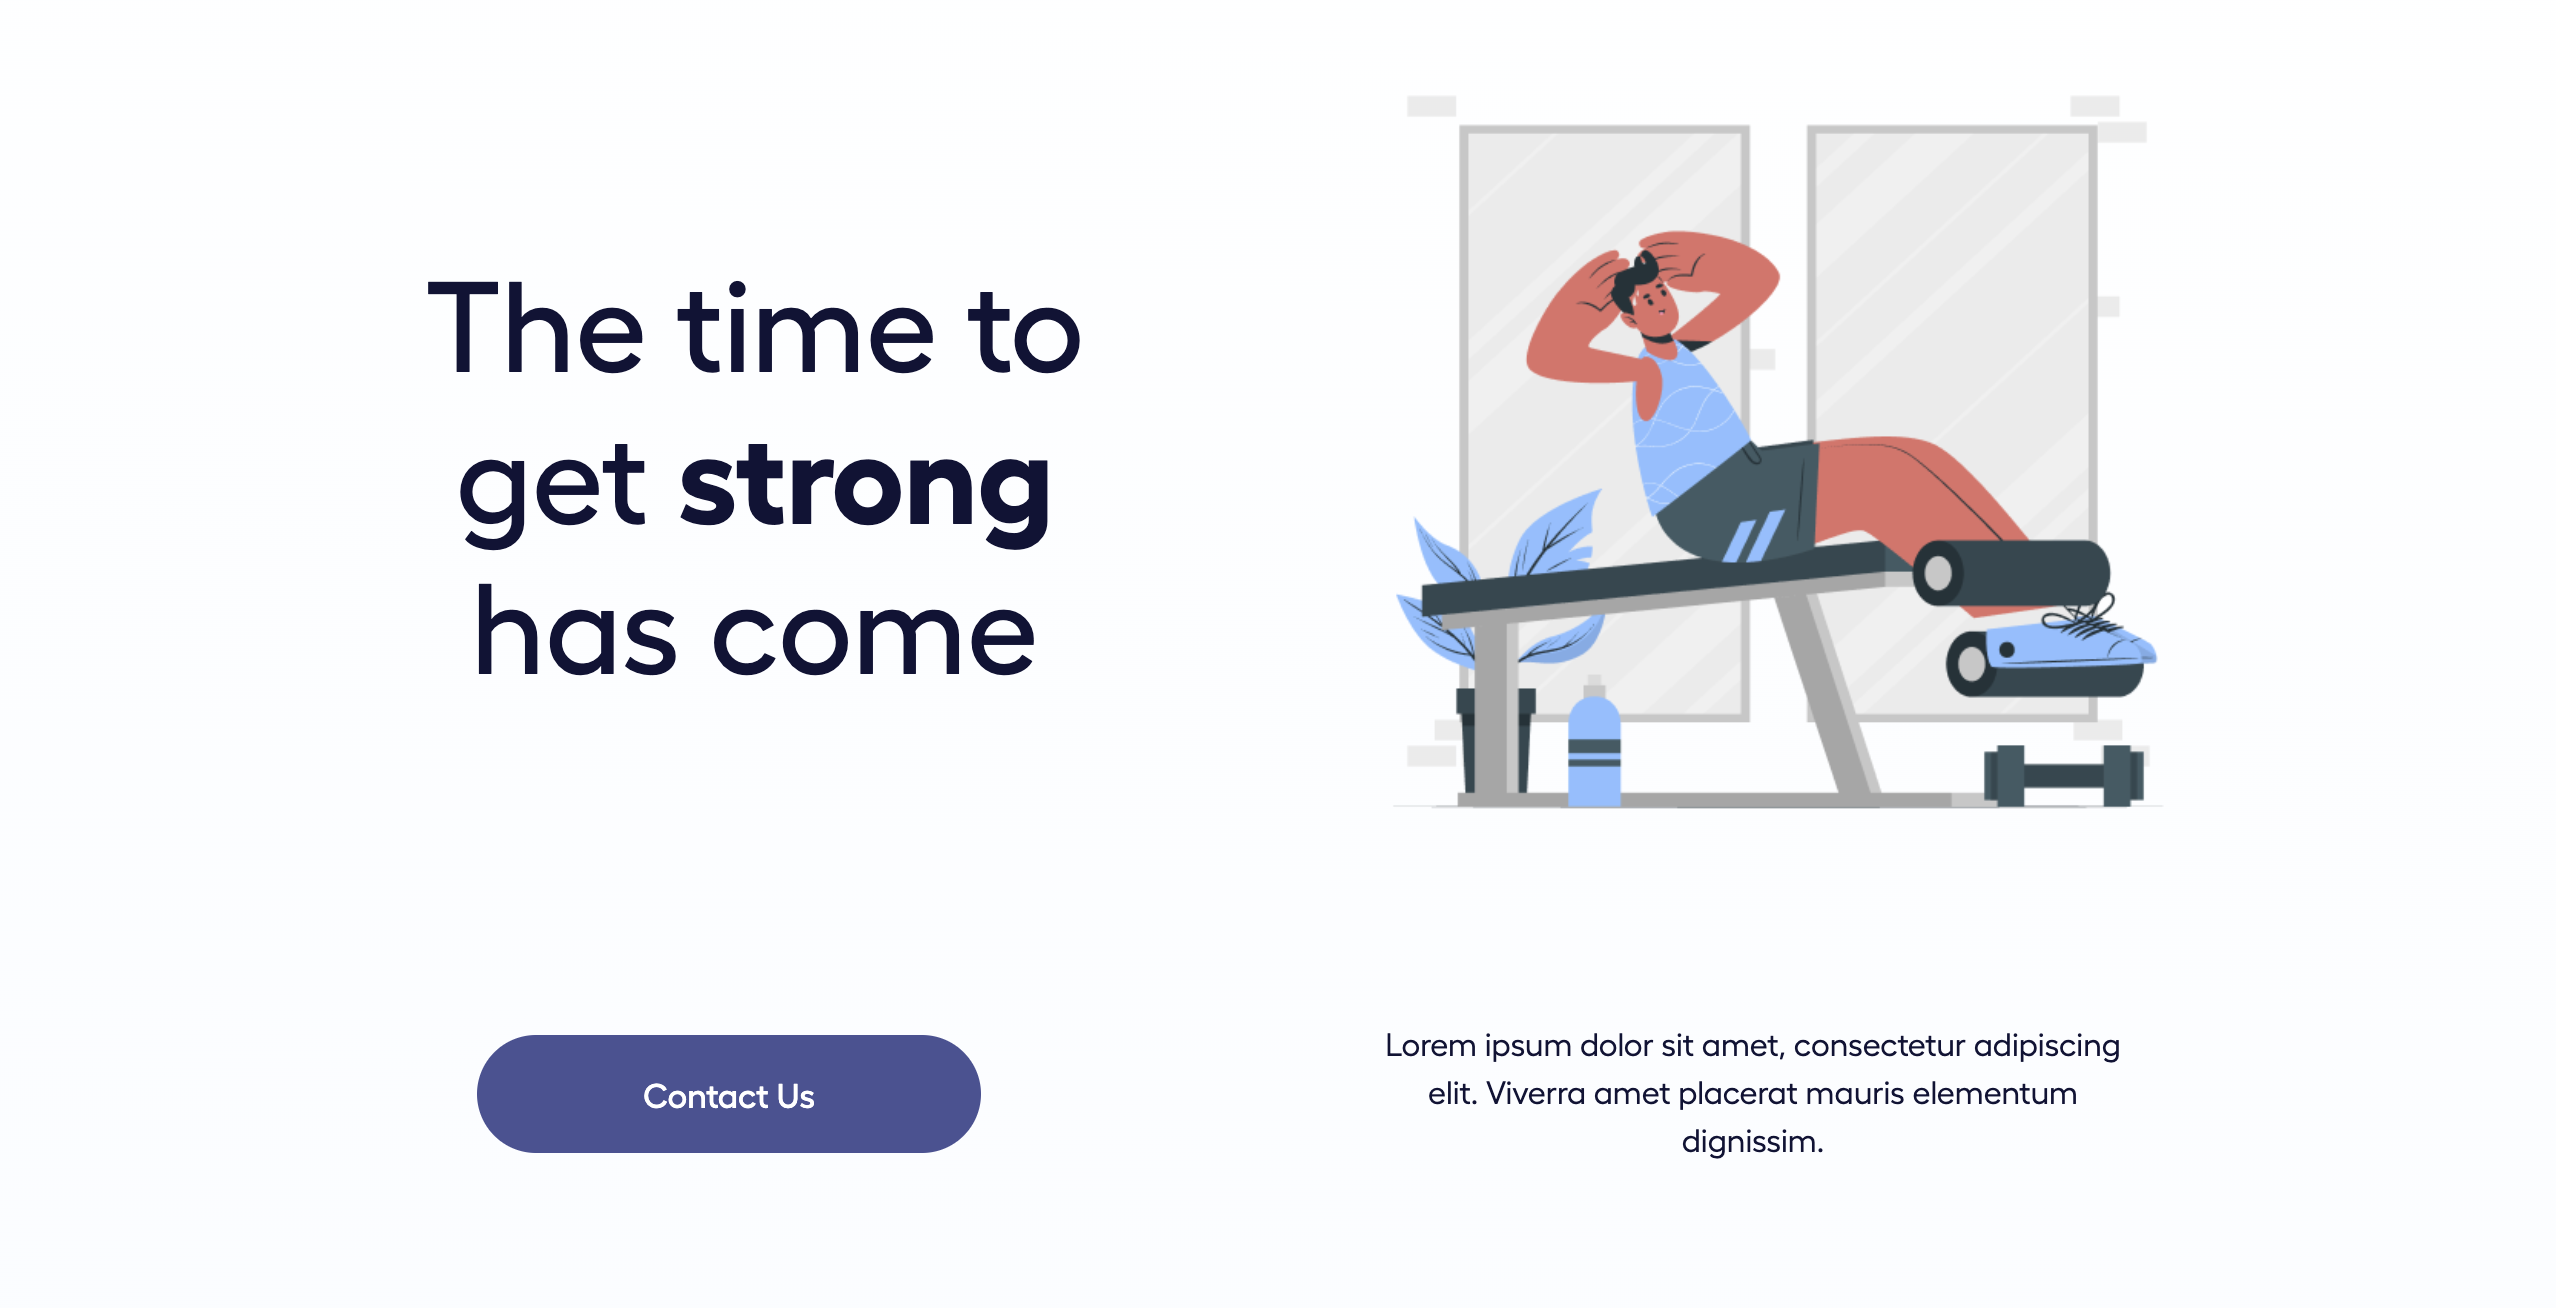 The time to
get strong
has come
Contact Us
Lorem ipsum dolor sit amet, consectetur adipiscing
elit. Viverra amet placerat mauris elementum
dignissim.